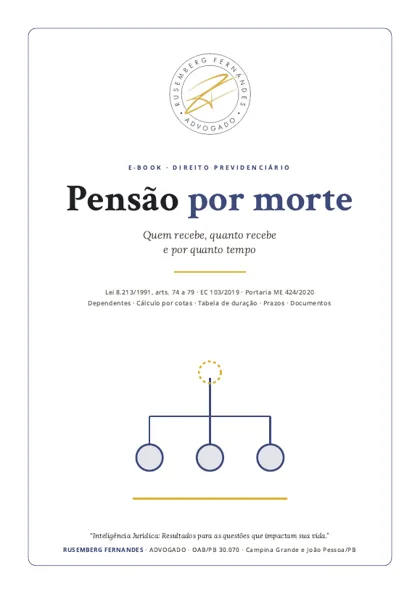 RUSEMBERG FERNANDES
ADVOGADO
E-BOOK · DIREITO PREVIDENCIÁRIO
Pensão por morte
Quem recebe, quanto recebe
e por quanto tempo
Lei 8.213/1991, arts. 74 a 79 · EC 103/2019 · Portaria ME 424/2020
Dependentes · Cálculo por cotas · Tabela de duração · Prazos · Documentos
"Inteligência Jurídica: Resultados para as questões que impactam sua vida."
RUSEMBERG FERNANDES · ADVOGADO · OAB/PB 30.070 · Campina Grande e João Pessoa/PB